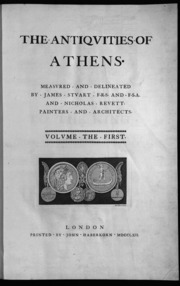 THE·ANTIQVITIES·OF
ATHENS·
MEASVRED · AND · DELINEATED
BY · JAMES · STVART · F·R·S · AND · F·S·A·
AND · NICHOLAS · REVETT·
PAINTERS · AND · ARCHITECTS·
VOLVME · THE · FIRST·
LONDON
PRINTED · BY · JOHN · HABERKORN · MDCCLXII